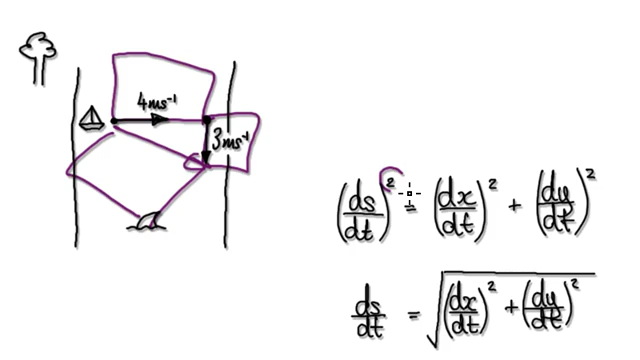 4ms⁻¹
3ms⁻¹
(ds/dt)² = (dx/dt)² + (dy/dt)²
ds/dt = √((dx/dt)² + (dy/dt)²)